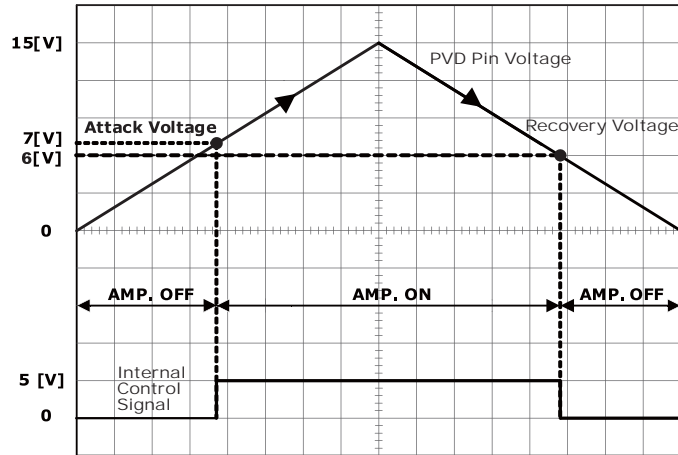 15[V]
PVD Pin Voltage
Attack Voltage
Recovery Voltage
7[V]
6[V]
0
AMP. OFF
AMP. ON
AMP. OFF
Internal
Control
Signal
5 [V]
0